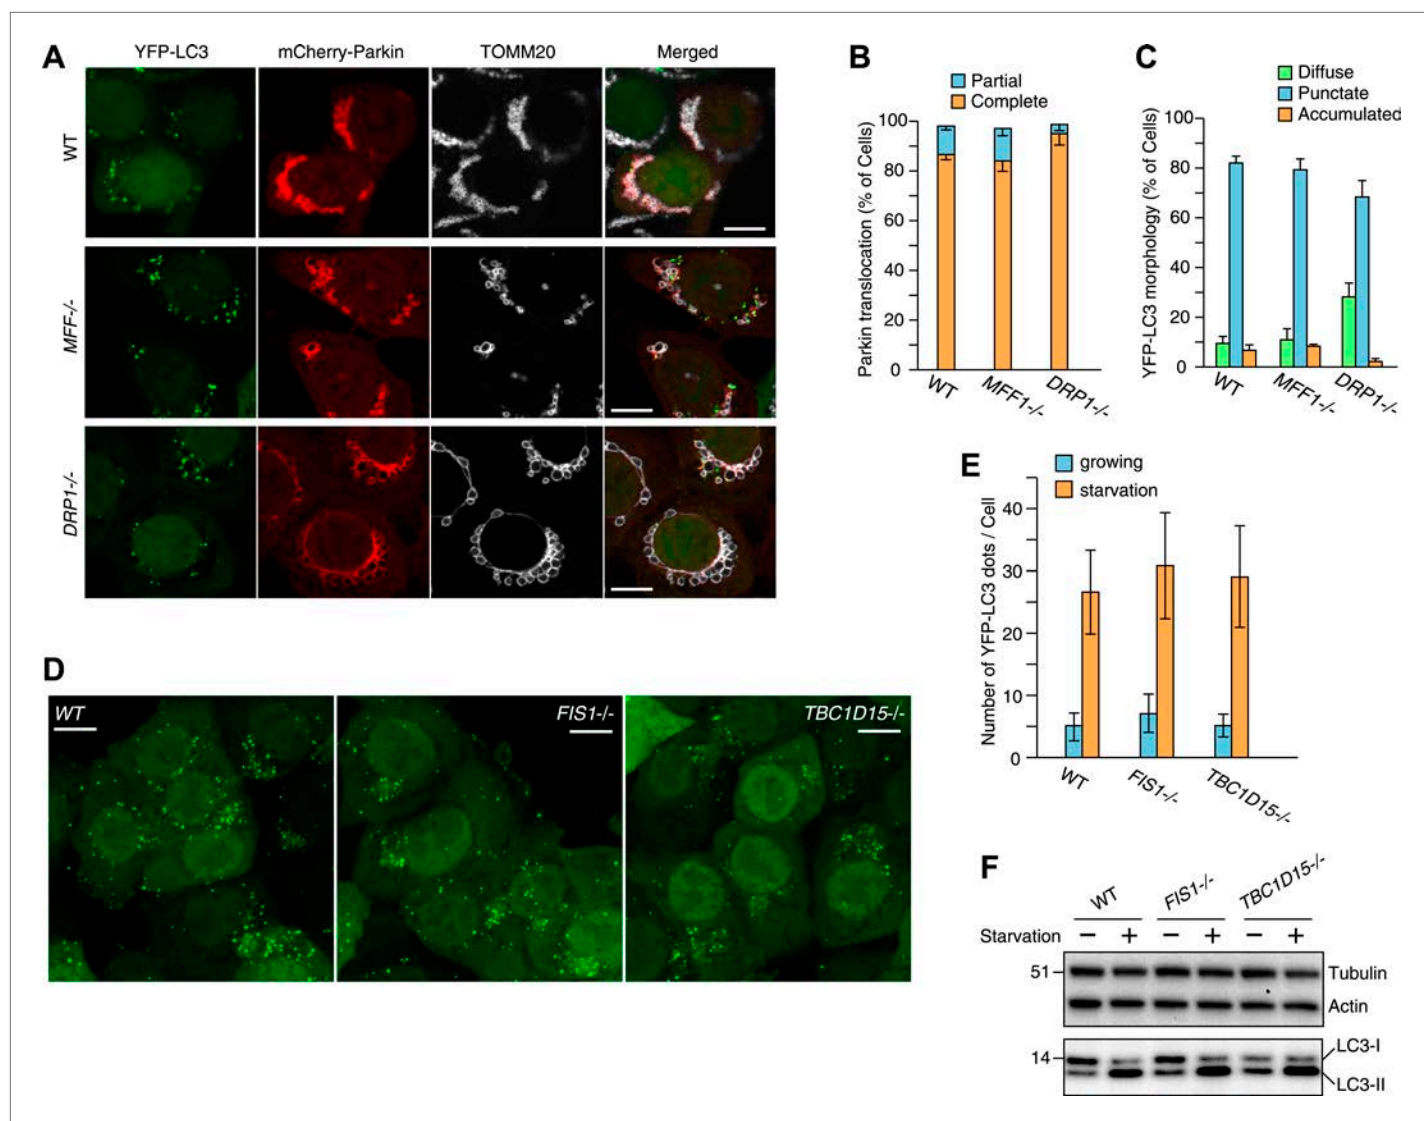 A
YFP-LC3 mCherry-Parkin TOMM20 Merged
WT
MFF-/-
DRP1-/-
B
Partial
Complete
Parkin translocation (% of Cells)
100
80
60
40
20
0
WT MFF1-/- DRP1-/-
C
Diffuse
Punctate
Accumulated
YFP-LC3 morphology (% of Cells)
100
80
60
40
20
0
WT MFF1-/- DRP1-/-
D
WT FIS1-/- TBC1D15-/-
E
growing
starvation
Number of YFP-LC3 dots / Cell
40
30
20
10
0
WT FIS1-/- TBC1D15-/-
F
WT FIS1-/- TBC1D15-/-
Starvation − + − + − +
51 Tubulin
Actin
14 LC3-I
LC3-II